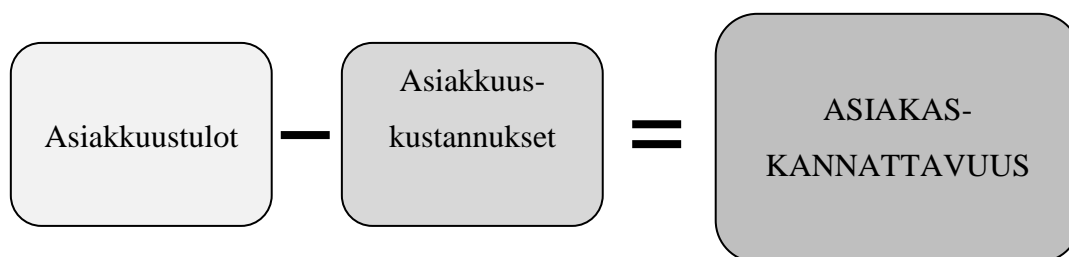 Asiakkuustulot
Asiakkuus-
kustannukset
ASIAKAS-
KANNATTAVUUS